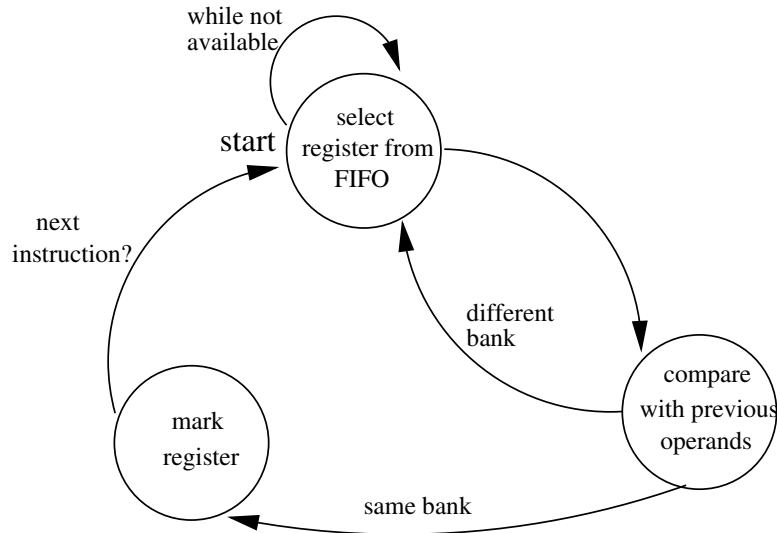 while not
available
select
register from
FIFO
start
next
instruction?
different
bank
compare
with previous
operands
mark
register
same bank